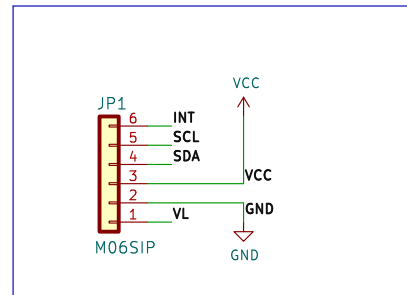 VCC
JP1
6 INT
5 SCL
4 SDA
3 VCC
2 GND
1 VL
M06SIP
GND